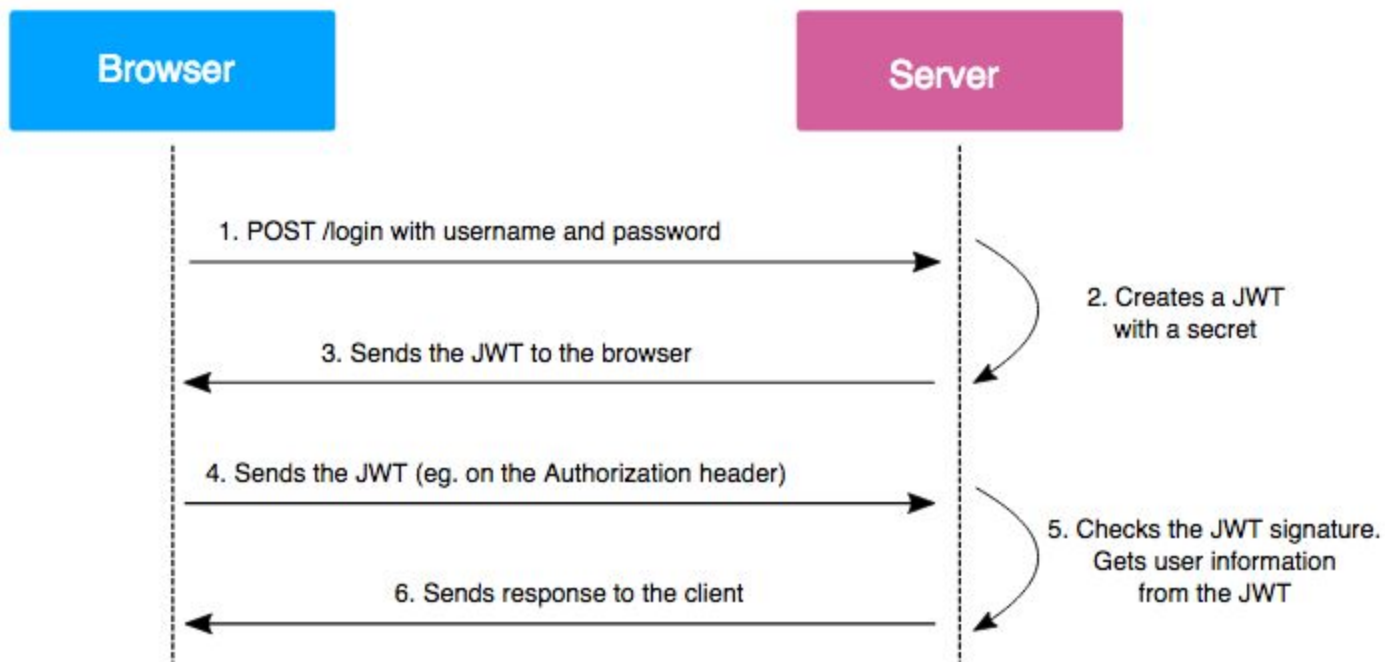 Browser
Server
1. POST /login with username and password
2. Creates a JWT
with a secret
3. Sends the JWT to the browser
4. Sends the JWT (eg. on the Authorization header)
5. Checks the JWT signature.
Gets user information
from the JWT
6. Sends response to the client